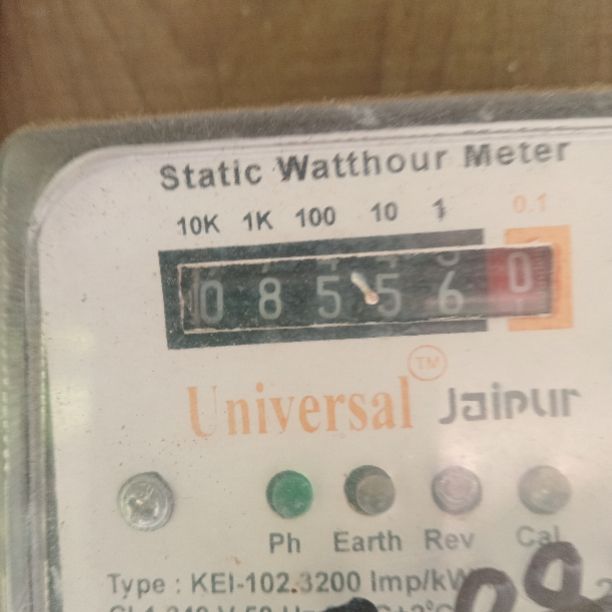 Static Watthour Meter
10K 1K 100 10 1 0.1
0 8 5 5 6 0
Universal TM Jaipur
Ph Earth Rev Cal
Type : KEI-102.3200 Imp/kW